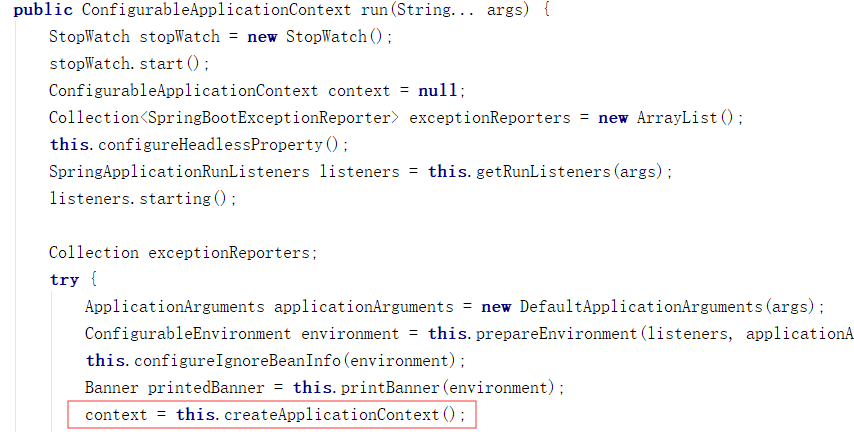 public ConfigurableApplicationContext run(String... args) {
StopWatch stopWatch = new StopWatch();
stopWatch.start();
ConfigurableApplicationContext context = null;
Collection<SpringBootExceptionReporter> exceptionReporters = new ArrayList();
this.configureHeadlessProperty();
SpringApplicationRunListeners listeners = this.getRunListeners(args);
listeners.starting();
Collection exceptionReporters;
try {
ApplicationArguments applicationArguments = new DefaultApplicationArguments(args);
ConfigurableEnvironment environment = this.prepareEnvironment(listeners, applicationA
this.configureIgnoreBeanInfo(environment);
Banner printedBanner = this.printBanner(environment);
context = this.createApplicationContext();